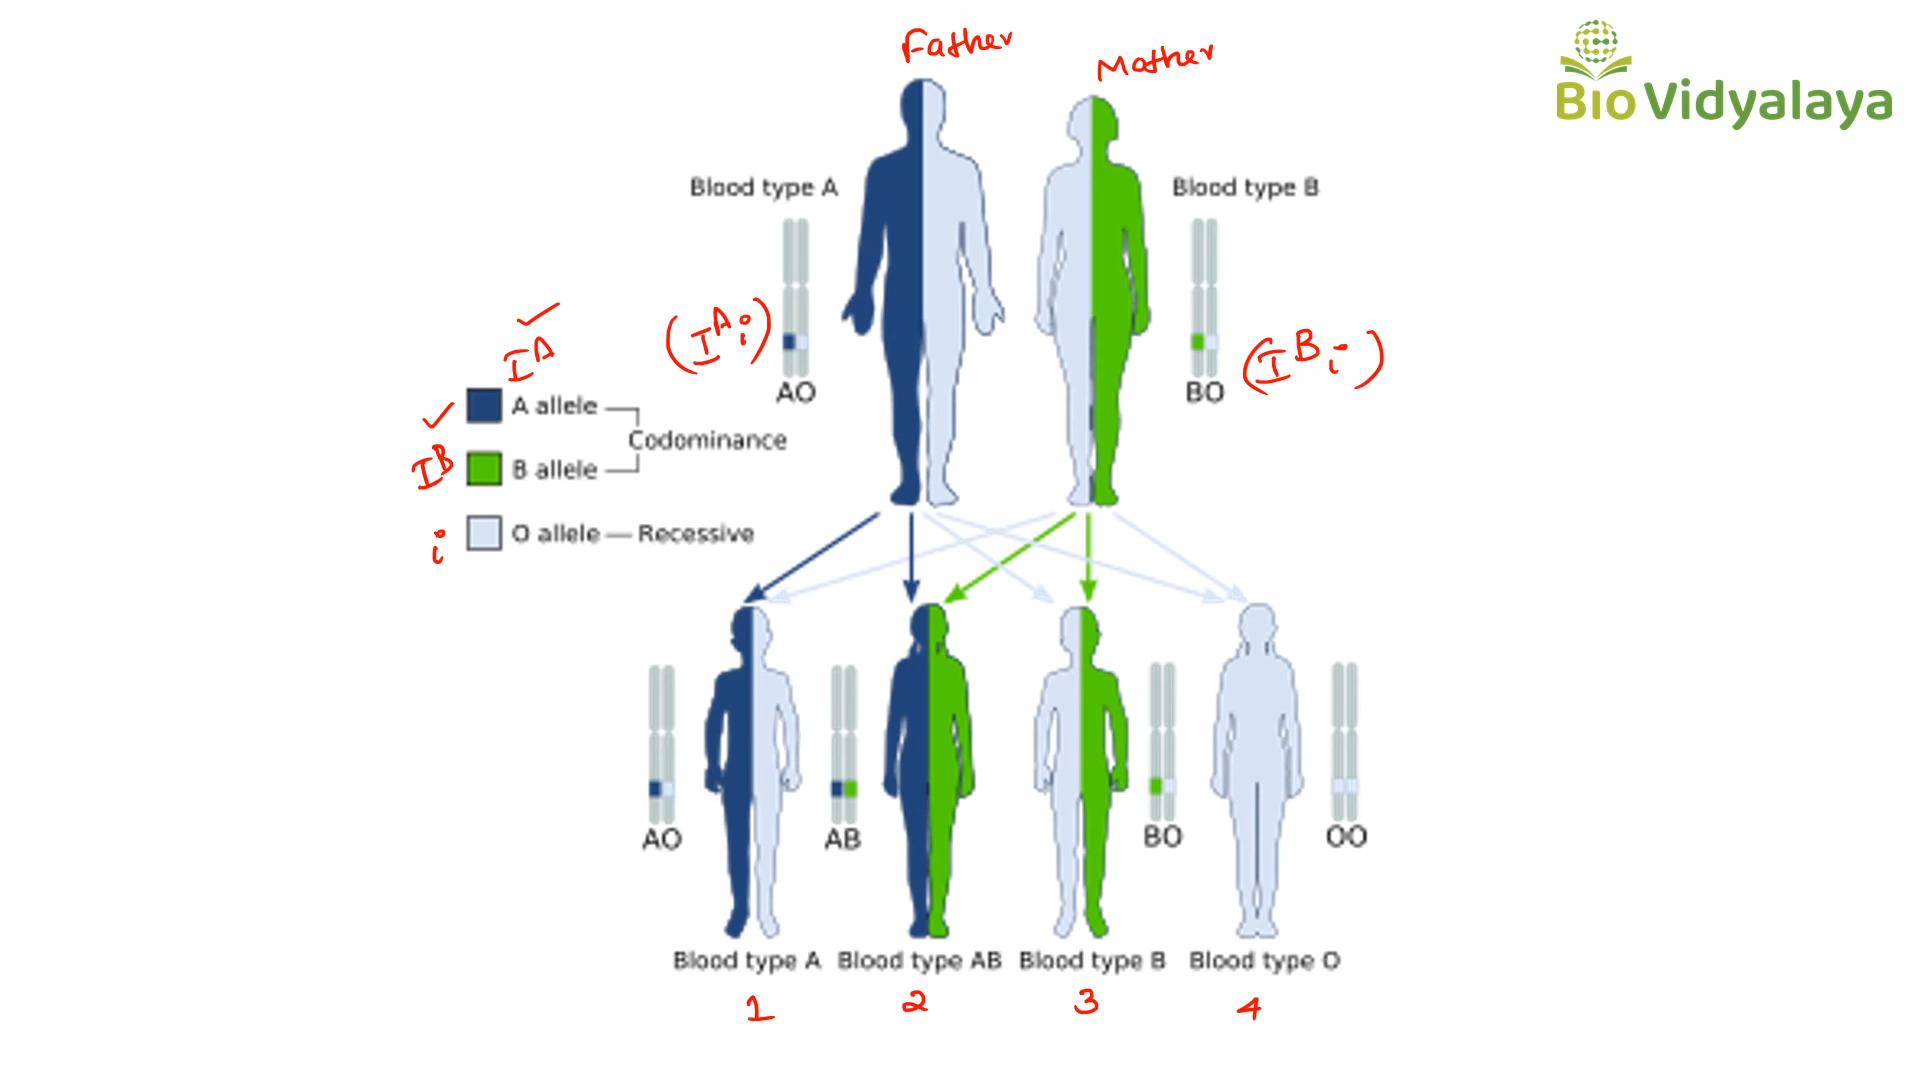 Father
Mother
Bio Vidyalaya
Blood type A
Blood type B
(Iᴬi)
(Iᴮi)
AO
BO
Iᴬ
A allele
Codominance
Iᴮ
B allele
i
O allele — Recessive
AO
AB
BO
OO
Blood type A
Blood type AB
Blood type B
Blood type O
1
2
3
4